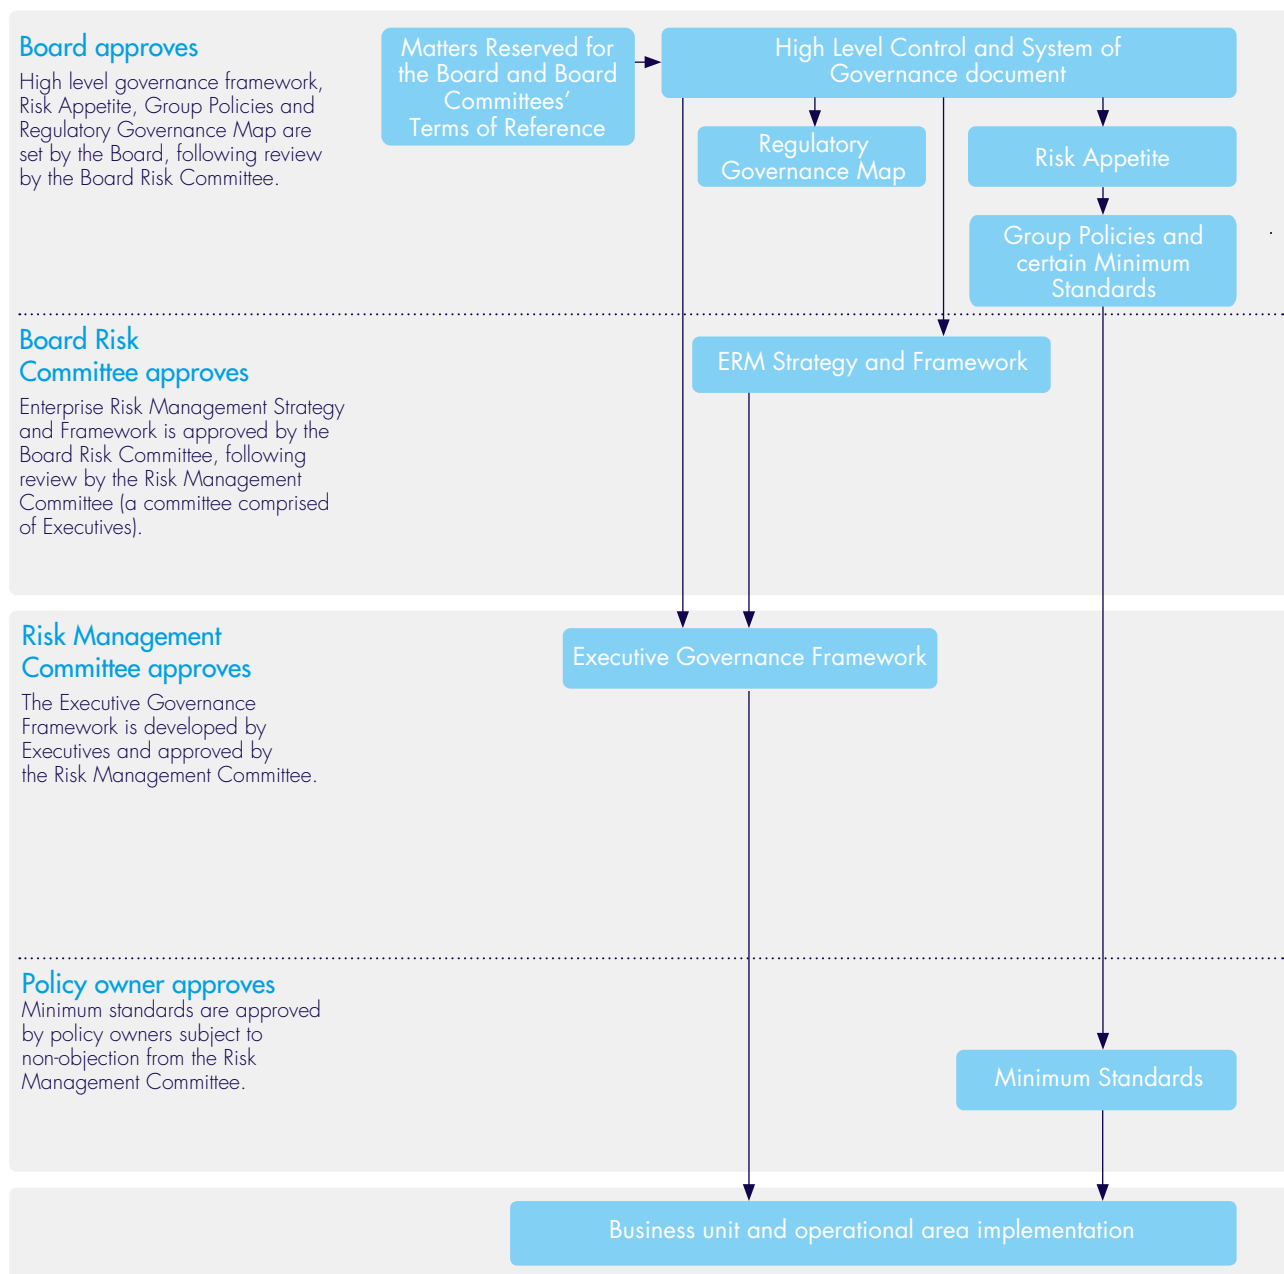 Board approves
High level governance framework,
Risk Appetite, Group Policies and
Regulatory Governance Map are
set by the Board, following review
by the Board Risk Committee.
Matters Reserved for
the Board and Board
Committees’
Terms of Reference
High Level Control and System of
Governance document
Regulatory
Governance Map
Risk Appetite
Group Policies and
certain Minimum
Standards
Board Risk
Committee approves
Enterprise Risk Management Strategy
and Framework is approved by the
Board Risk Committee, following
review by the Risk Management
Committee (a committee comprised
of Executives).
ERM Strategy and Framework
Risk Management
Committee approves
The Executive Governance
Framework is developed by
Executives and approved by
the Risk Management Committee.
Executive Governance Framework
Policy owner approves
Minimum standards are approved
by policy owners subject to
non-objection from the Risk
Management Committee.
Minimum Standards
Business unit and operational area implementation